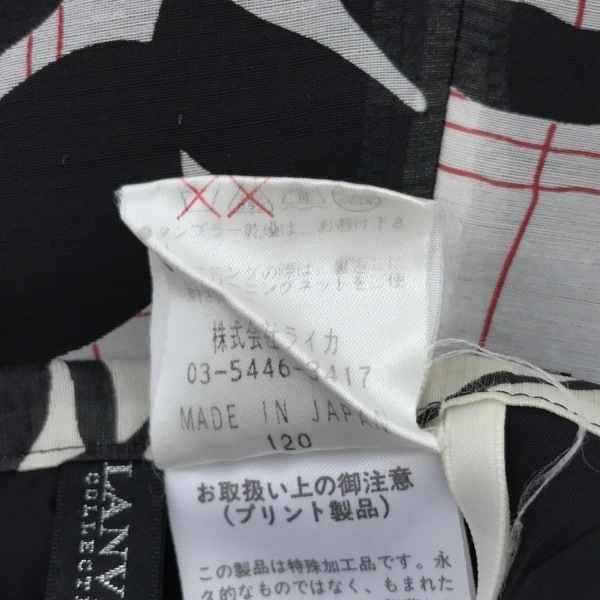 ●タンブラー乾燥は、お避け下さ
株式会社ライカ
03-5446-3417
MADE IN JAPAN
120
お取扱い上の御注意
(プリント製品)
この製品は特殊加工品です。永
久的なものではなく、もまれた
LANV
COLLECT